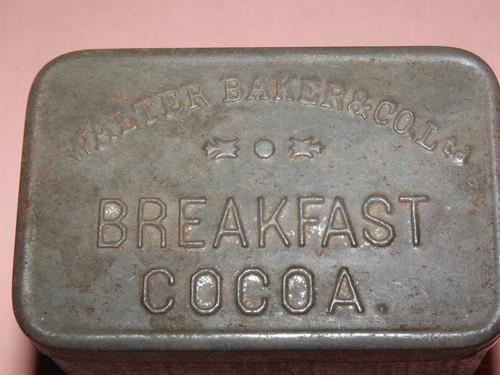 WALTER BAKER & CO. Ltd
BREAKFAST
COCOA.